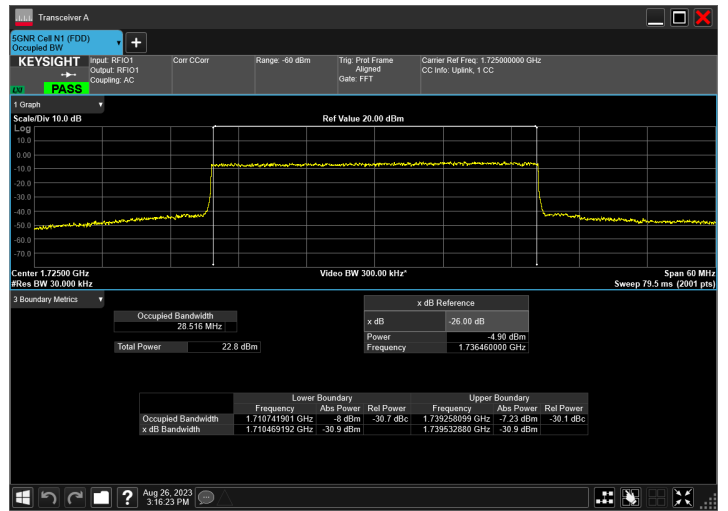 Transceiver A
5GNR Cell N1 (FDD)
Occupied BW
KEYSIGHT
LXI
PASS
Input: RFIO1
Output: RFIO1
Coupling: AC
Corr CCorr
Range: -60 dBm
Trig: Prot Frame
Aligned
Gate: FFT
Carrier Ref Freq: 1.725000000 GHz
CC Info: Uplink, 1 CC
1 Graph
Scale/Div 10.0 dB
Ref Value 20.00 dBm
Log
10.0
0.00
-10.0
-20.0
-30.0
-40.0
-50.0
-60.0
-70.0
Center 1.72500 GHz
Video BW 300.00 kHz*
Span 60 MHz
#Res BW 30.000 kHz
Sweep 79.5 ms (2001 pts)
3 Boundary Metrics
Occupied Bandwidth
28.516 MHz
Total Power 22.8 dBm
x dB Reference
x dB -26.00 dB
Power -4.90 dBm
Frequency 1.736460000 GHz
Lower Boundary Upper Boundary
Frequency Abs Power Rel Power Frequency Abs Power Rel Power
Occupied Bandwidth 1.710741901 GHz -8 dBm -30.7 dBc 1.739258099 GHz -7.23 dBm -30.1 dBc
x dB Bandwidth 1.710469192 GHz -30.9 dBm 1.739532880 GHz -30.9 dBm
Aug 26, 2023
3:16:23 PM